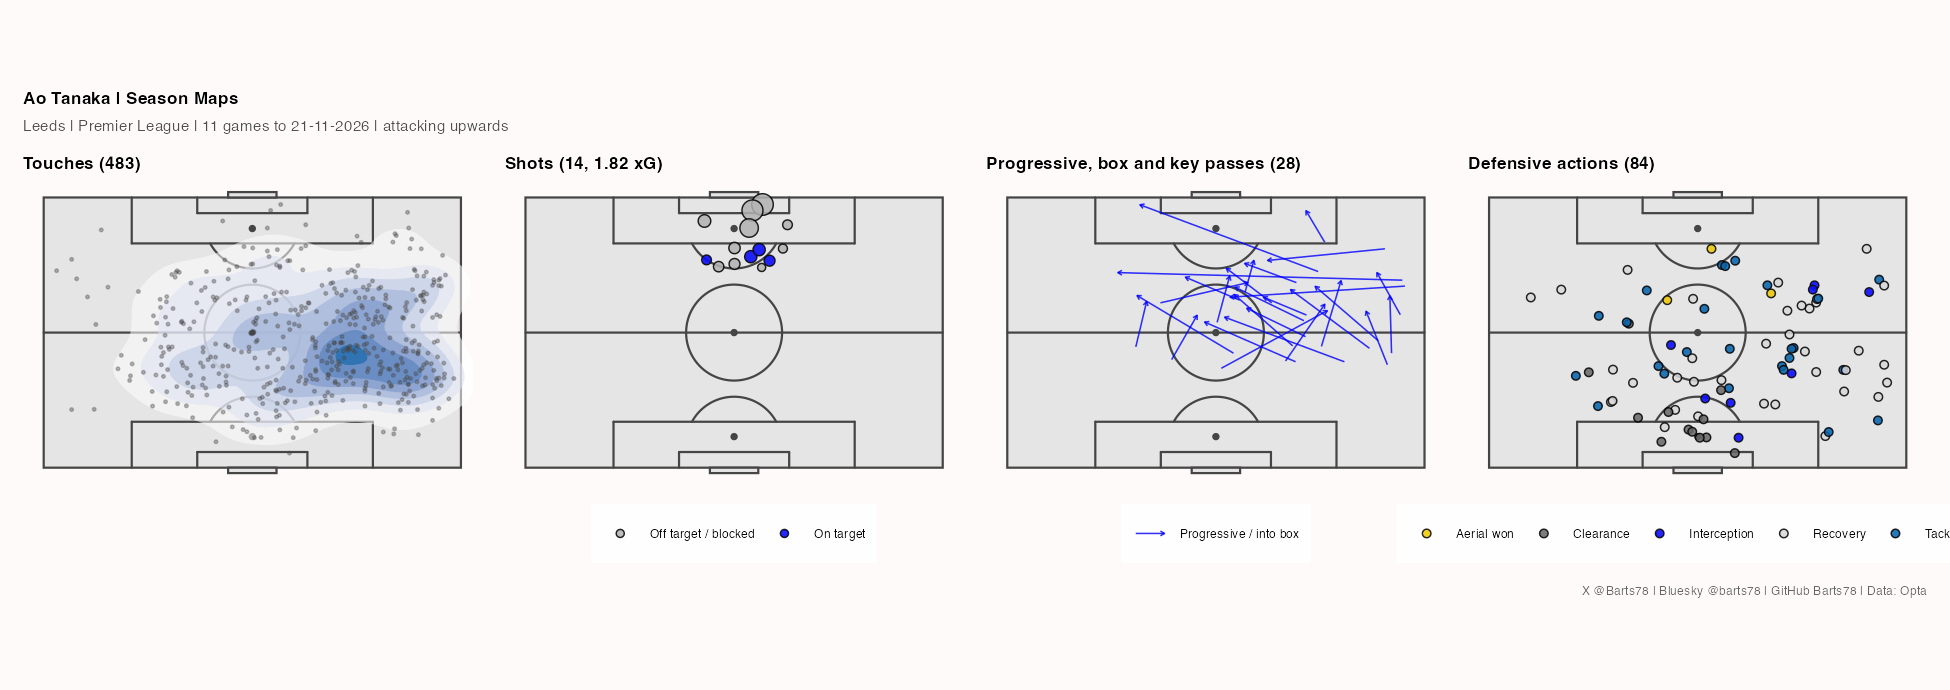 Ao Tanaka | Season Maps
Leeds | Premier League | 11 games to 21-11-2026 | attacking upwards
Touches (483)
Shots (14, 1.82 xG)
Progressive, box and key passes (28)
Defensive actions (84)
Off target / blocked
On target
Progressive / into box
Aerial won
Clearance
Interception
Recovery
Tack
X @Barts78 | Bluesky @barts78 | GitHub Barts78 | Data: Opta